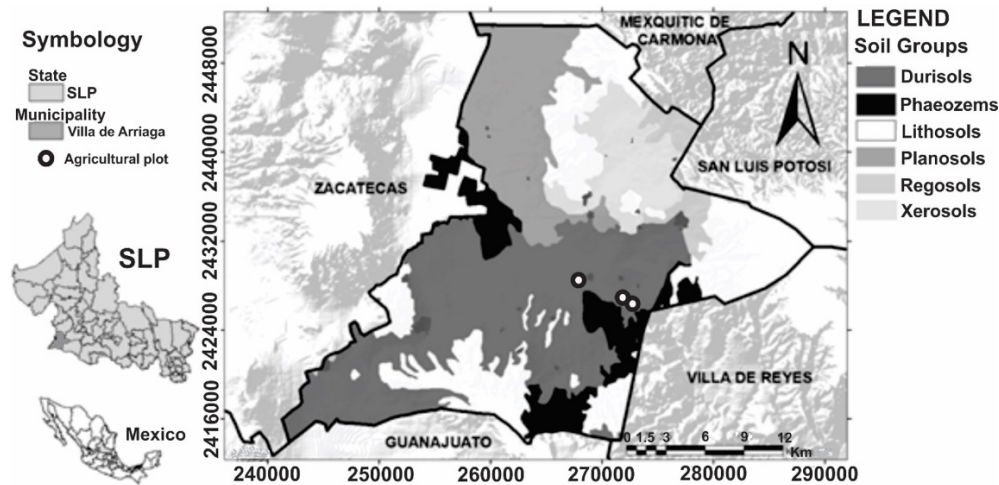 Symbology
State
SLP
Municipality
Villa de Arriaga
Agricultural plot
SLP
Mexico
MEXQUITIC DE
CARMONA
N
ZACATECAS
SAN LUIS POTOSI
VILLA DE REYES
GUANAJUATO
0 1.5 3 6 9 12
Km
2448000
2440000
2432000
2424000
2416000
240000 250000 260000 270000 280000 290000
LEGEND
Soil Groups
Durisols
Phaeozems
Lithosols
Planosols
Regosols
Xerosols